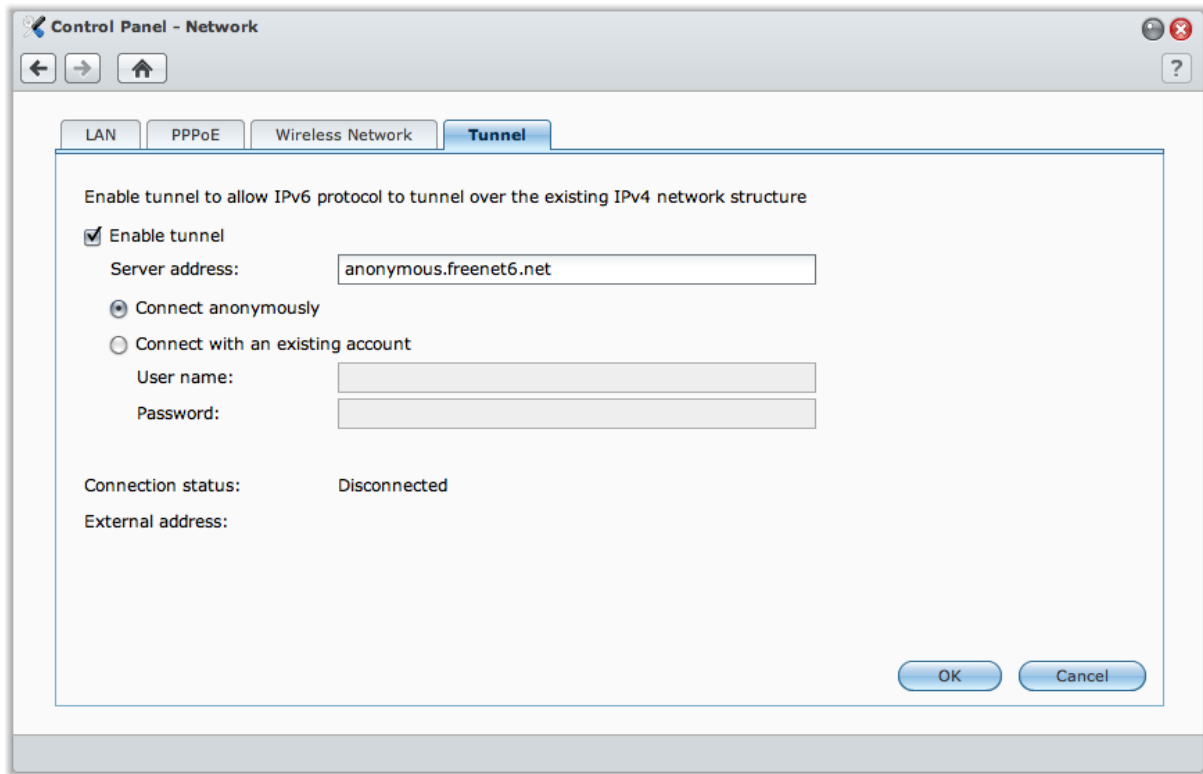 Control Panel - Network
?
LAN PPPoE Wireless Network Tunnel
Enable tunnel to allow IPv6 protocol to tunnel over the existing IPv4 network structure
Enable tunnel
Server address: anonymous.freenet6.net
Connect anonymously
Connect with an existing account
User name:
Password:
Connection status: Disconnected
External address:
OK Cancel